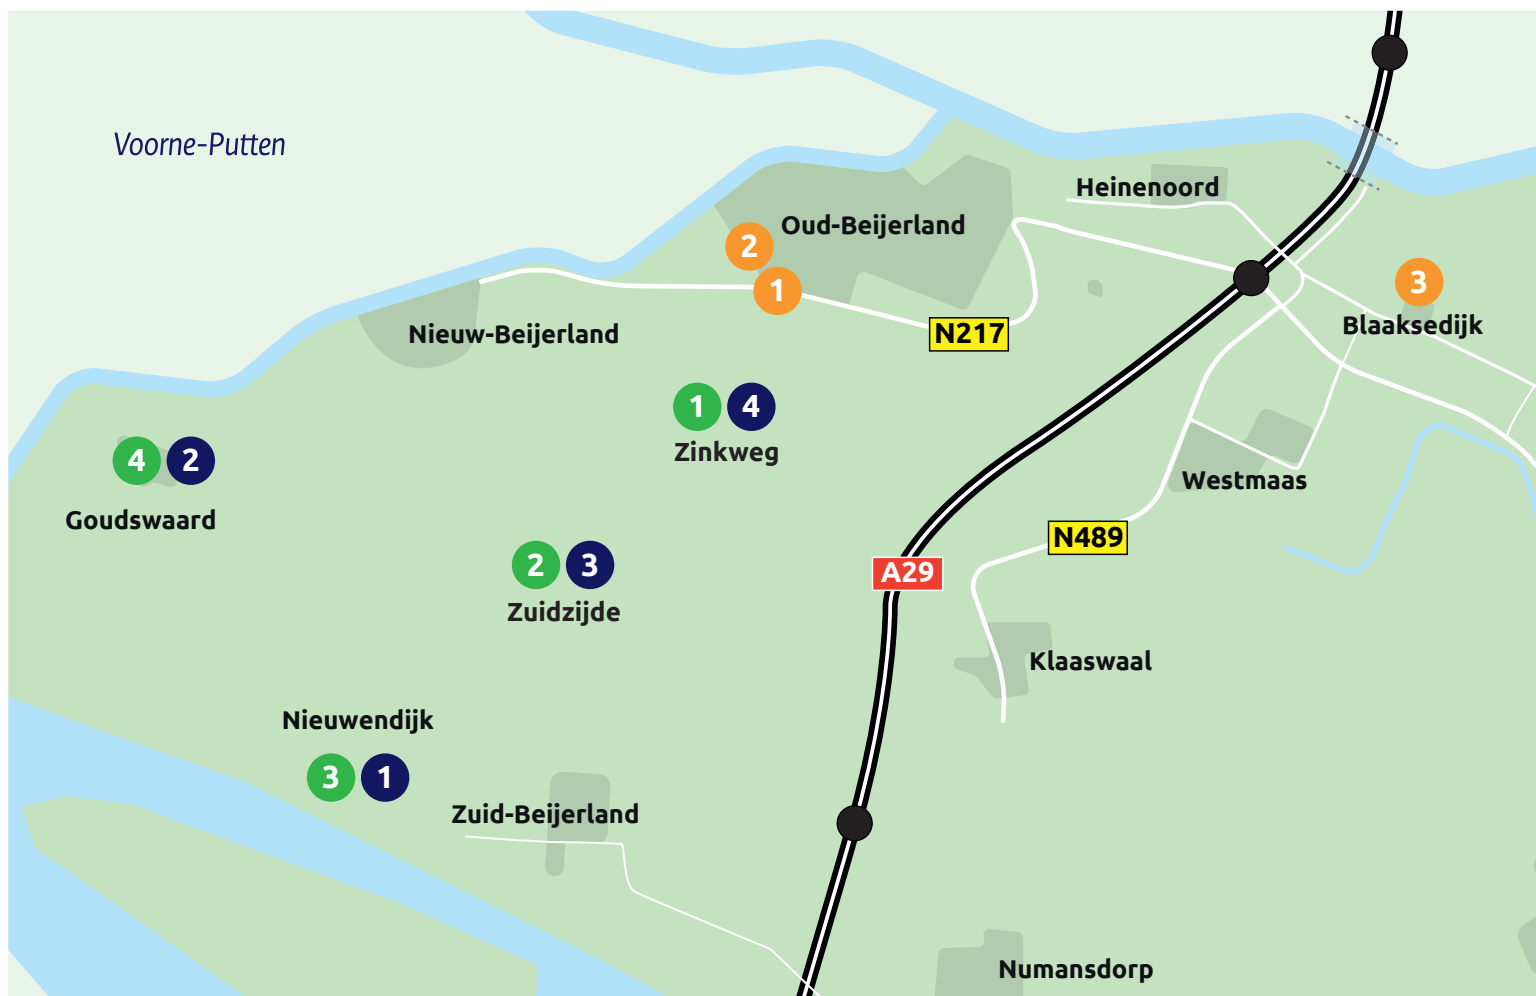 Voorne-Putten
Heinenoord
Oud-Beijerland
2
1
3
Blaaksedijk
Nieuw-Beijerland
N217
1 4
Zinkweg
4 2
Goudswaard
Westmaas
N489
2 3
Zuidzijde
A29
Klaaswaal
Nieuwendijk
3 1
Zuid-Beijerland
Numansdorp